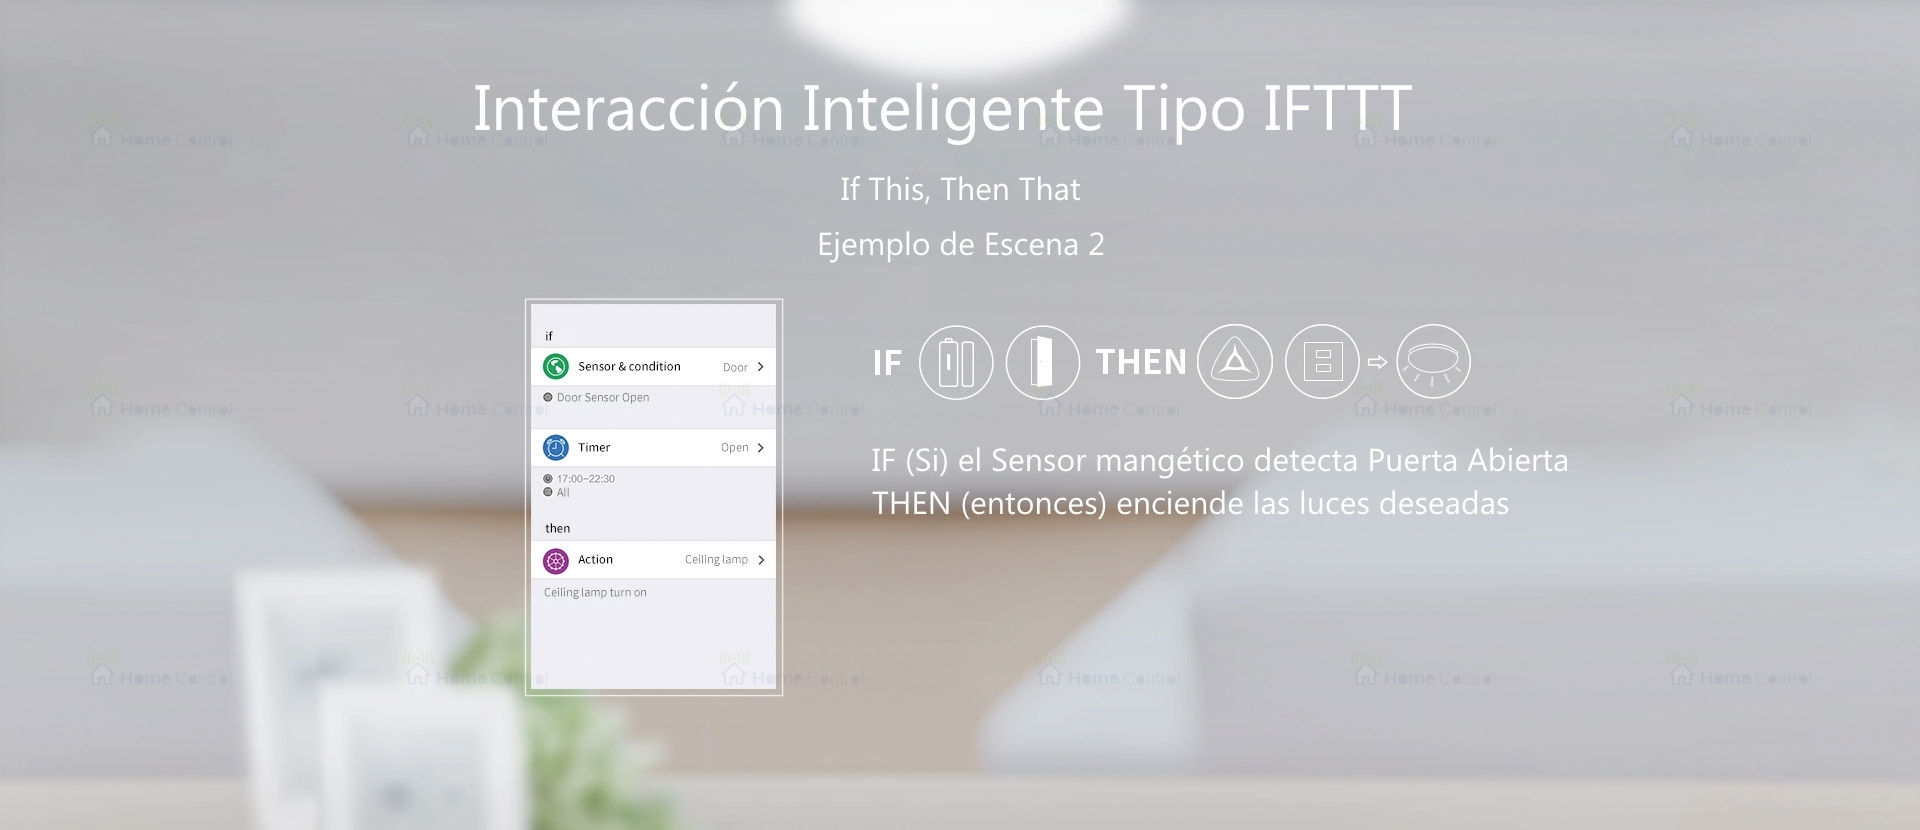 Interacción Inteligente Tipo IFTTT
If This, Then That
Ejemplo de Escena 2
if
Sensor & condition Door
Door Sensor Open
Timer Open
17:00-22:30
All
then
Action Ceiling lamp
Ceiling lamp turn on
IF THEN
IF (Si) el Sensor mangético detecta Puerta Abierta
THEN (entonces) enciende las luces deseadas
Home Control Home Control Home Control Home Control Home Control Home Control
Home Control Home Control Home Control Home Control Home Control Home Control
Home Control Home Control Home Control Home Control Home Control Home Control